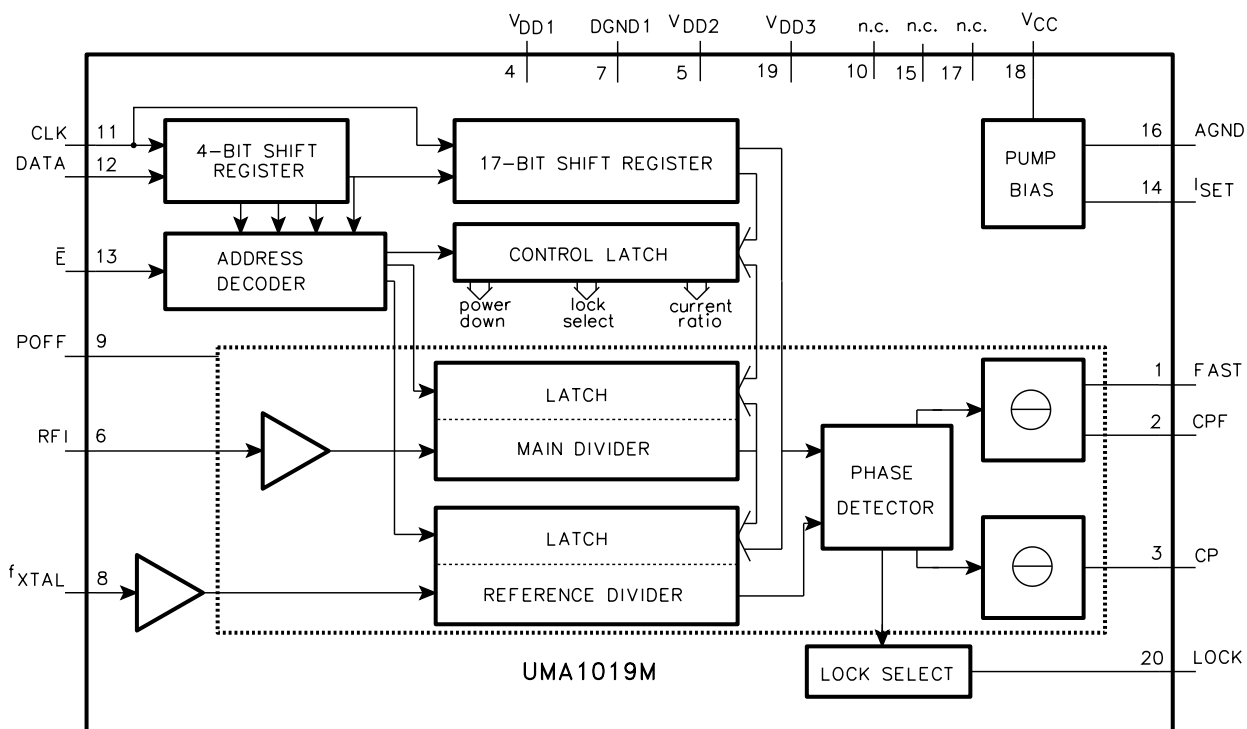 VDD1 DGND1 VDD2 VDD3 n.c. n.c. n.c. VCC
4 7 5 19 10 15 17 18
CLK 11
DATA 12
4-BIT SHIFT
REGISTER
17-BIT SHIFT REGISTER
PUMP
BIAS
16 AGND
14 ISET
Ē 13
ADDRESS
DECODER
CONTROL LATCH
power
down
lock
select
current
ratio
POFF 9
LATCH
MAIN DIVIDER
1 FAST
2 CPF
RFI 6
PHASE
DETECTOR
LATCH
REFERENCE DIVIDER
3 CP
fXTAL 8
UMA1019M
LOCK SELECT
20 LOCK